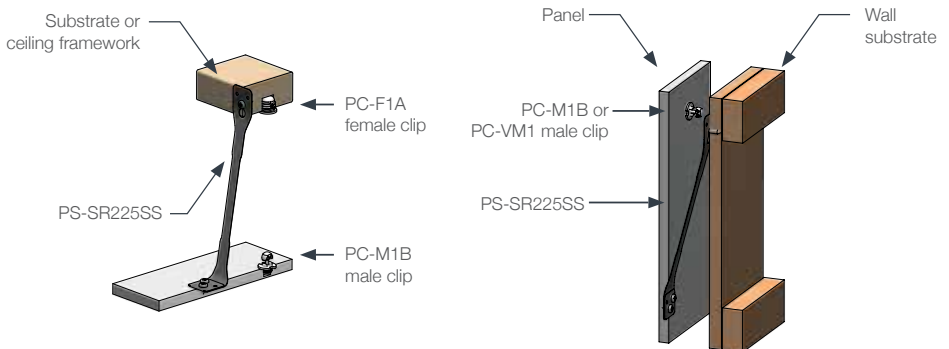 Substrate or
ceiling framework
PC-F1A
female clip
PS-SR225SS
PC-M1B
male clip
Panel
Wall
substrate
PC-M1B or
PC-VM1 male clip
PS-SR225SS